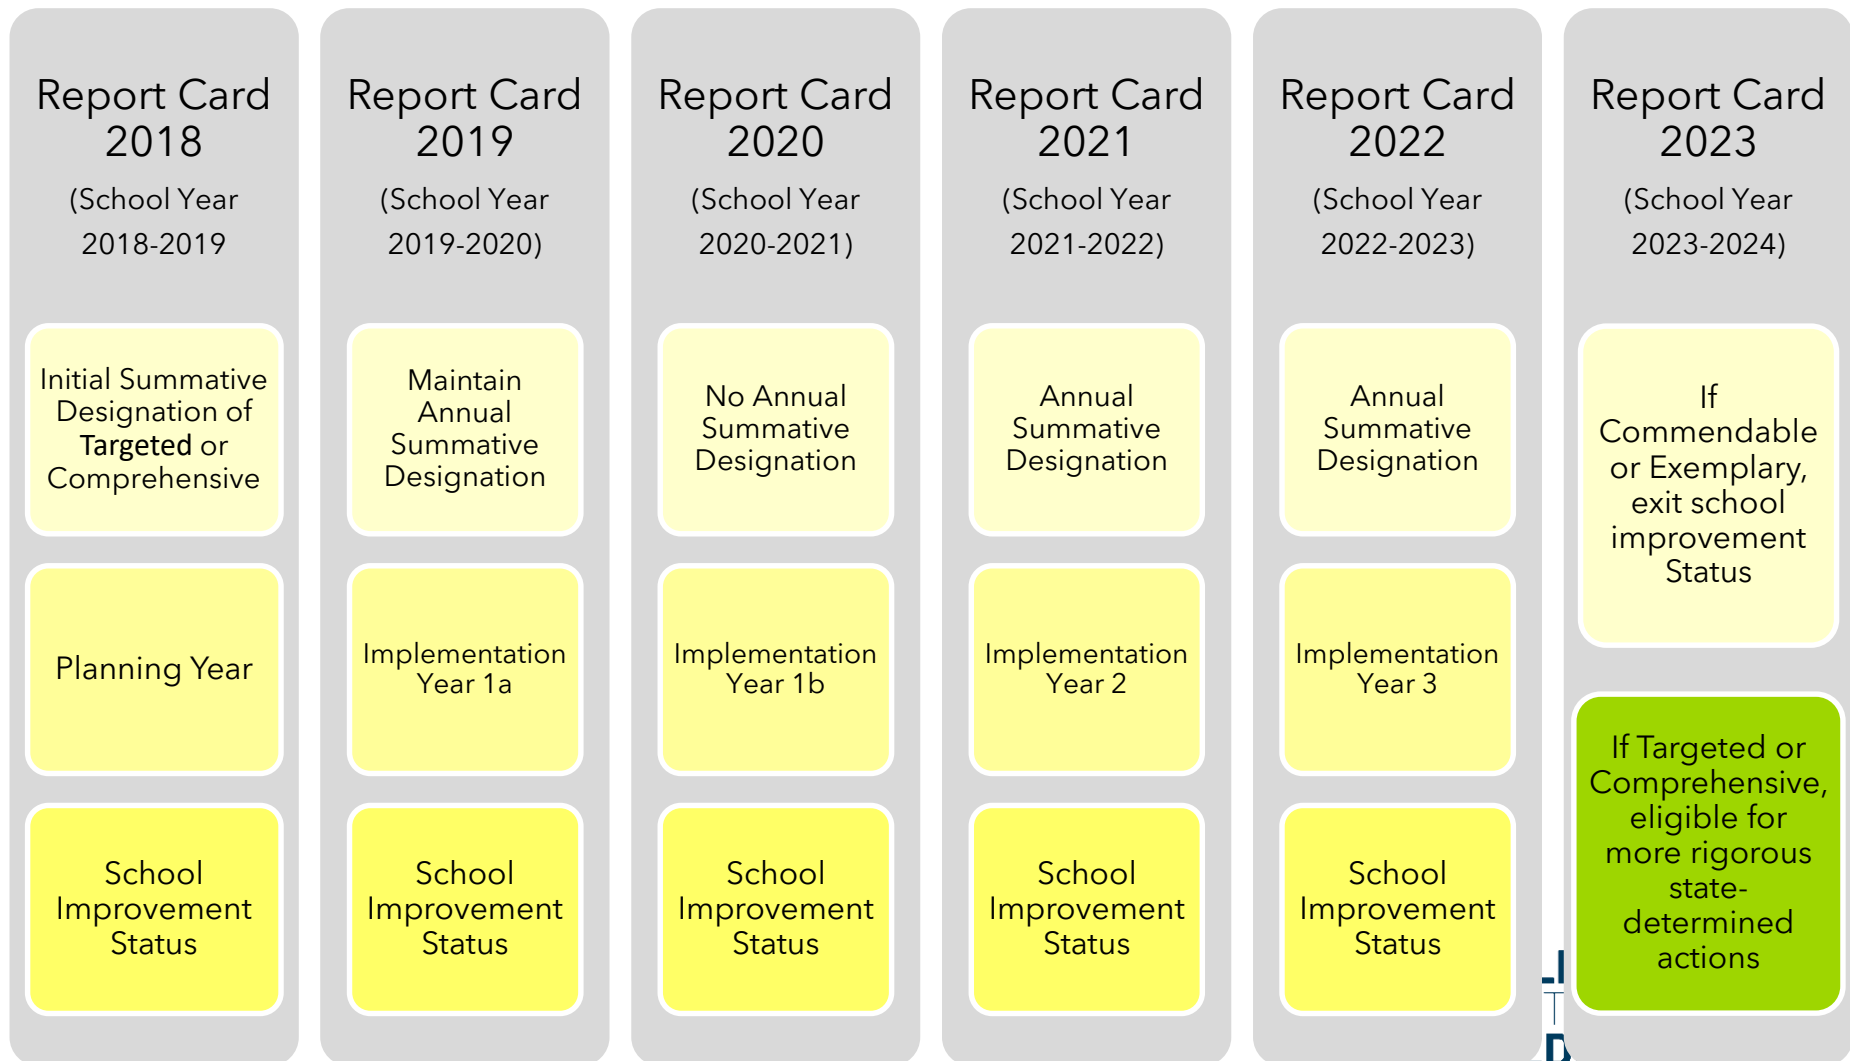 Report Card
2018
(School Year
2018-2019
Initial Summative
Designation of
Targeted or
Comprehensive
Planning Year
School
Improvement
Status
Report Card
2019
(School Year
2019-2020)
Maintain
Annual
Summative
Designation
Implementation
Year 1a
School
Improvement
Status
Report Card
2020
(School Year
2020-2021)
No Annual
Summative
Designation
Implementation
Year 1b
School
Improvement
Status
Report Card
2021
(School Year
2021-2022)
Annual
Summative
Designation
Implementation
Year 2
School
Improvement
Status
Report Card
2022
(School Year
2022-2023)
Annual
Summative
Designation
Implementation
Year 3
School
Improvement
Status
Report Card
2023
(School Year
2023-2024)
If
Commendable
or Exemplary,
exit school
improvement
Status
If Targeted or
Comprehensive,
eligible for
more rigorous
state-
determined
actions